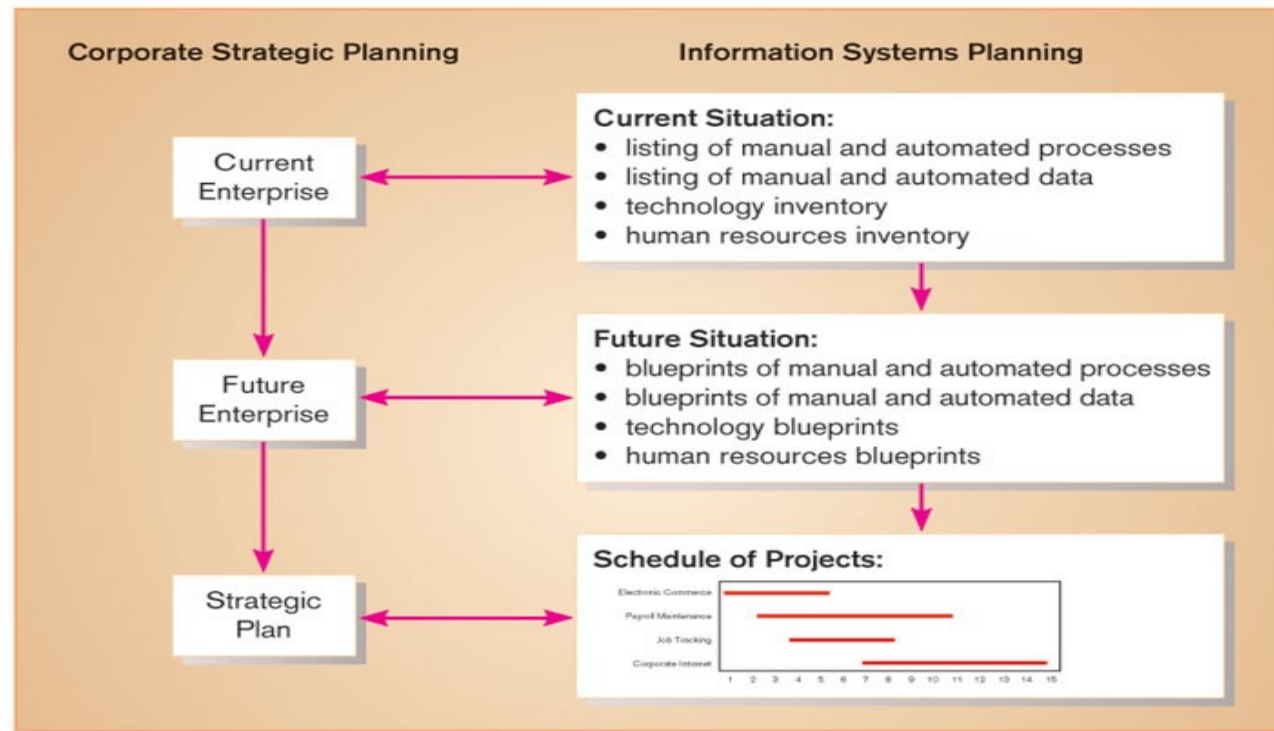 Corporate Strategic Planning
Information Systems Planning
Current
Enterprise
Current Situation:
• listing of manual and automated processes
• listing of manual and automated data
• technology inventory
• human resources inventory
Future
Enterprise
Future Situation:
• blueprints of manual and automated processes
• blueprints of manual and automated data
• technology blueprints
• human resources blueprints
Strategic
Plan
Schedule of Projects:
Electronic Commerce
Payroll Maintenance
Job Tracking
Corporate Intranet
1 2 3 4 5 6 7 8 9 10 11 12 13 14 15